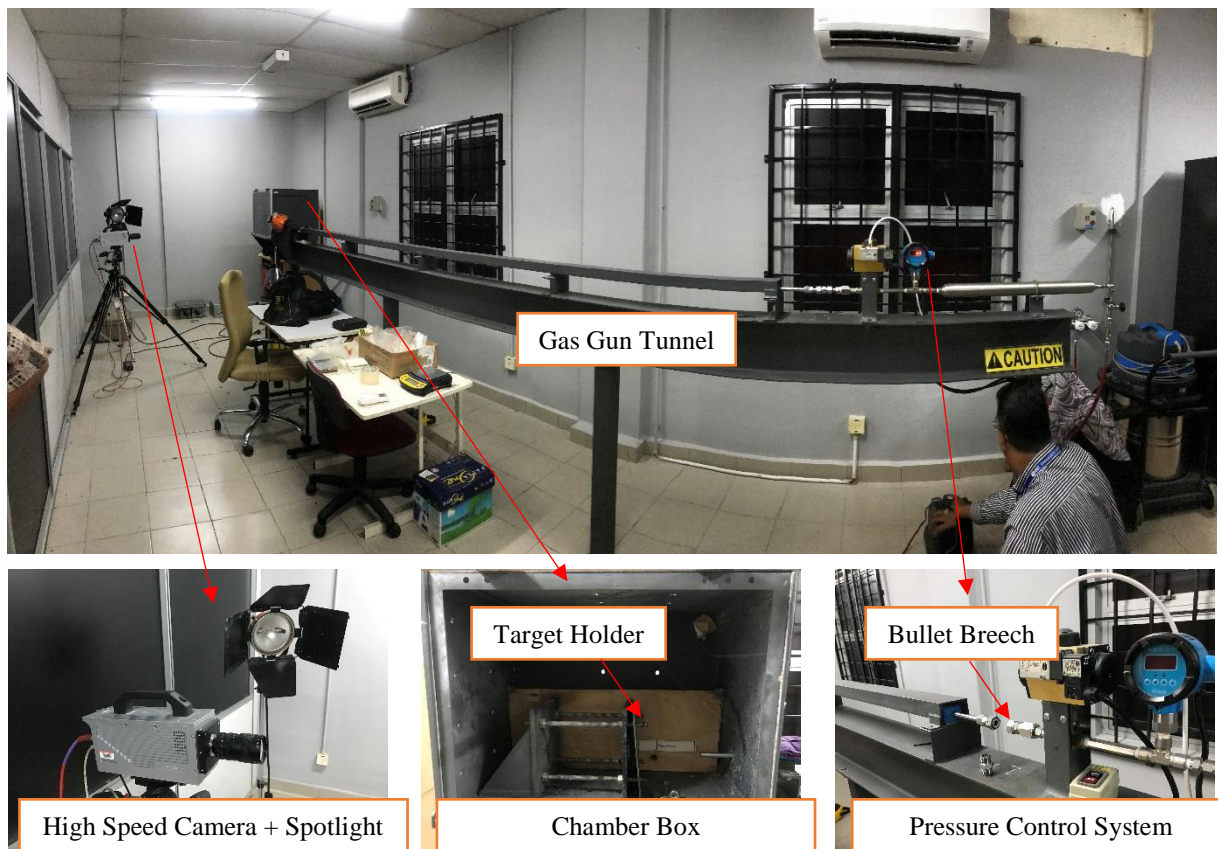 Gas Gun Tunnel
CAUTION
Target Holder
Bullet Breech
High Speed Camera + Spotlight
Chamber Box
Pressure Control System